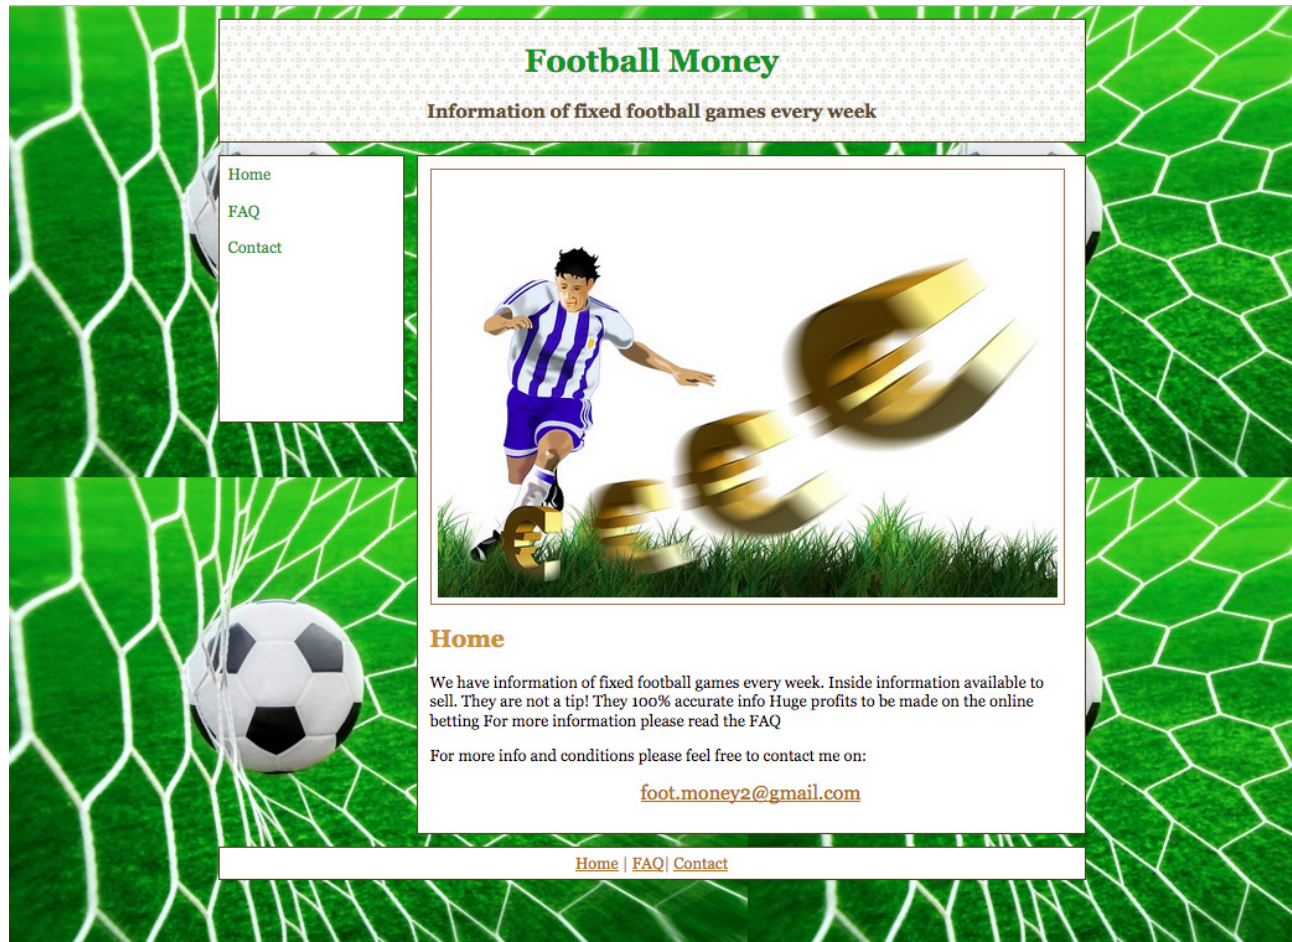 Football Money
Information of fixed football games every week
Home
FAQ
Contact
Home
We have information of fixed football games every week. Inside information available to
sell. They are not a tip! They 100% accurate info Huge profits to be made on the online
betting For more information please read the FAQ
For more info and conditions please feel free to contact me on:
foot.money2@gmail.com
Home | FAQ| Contact